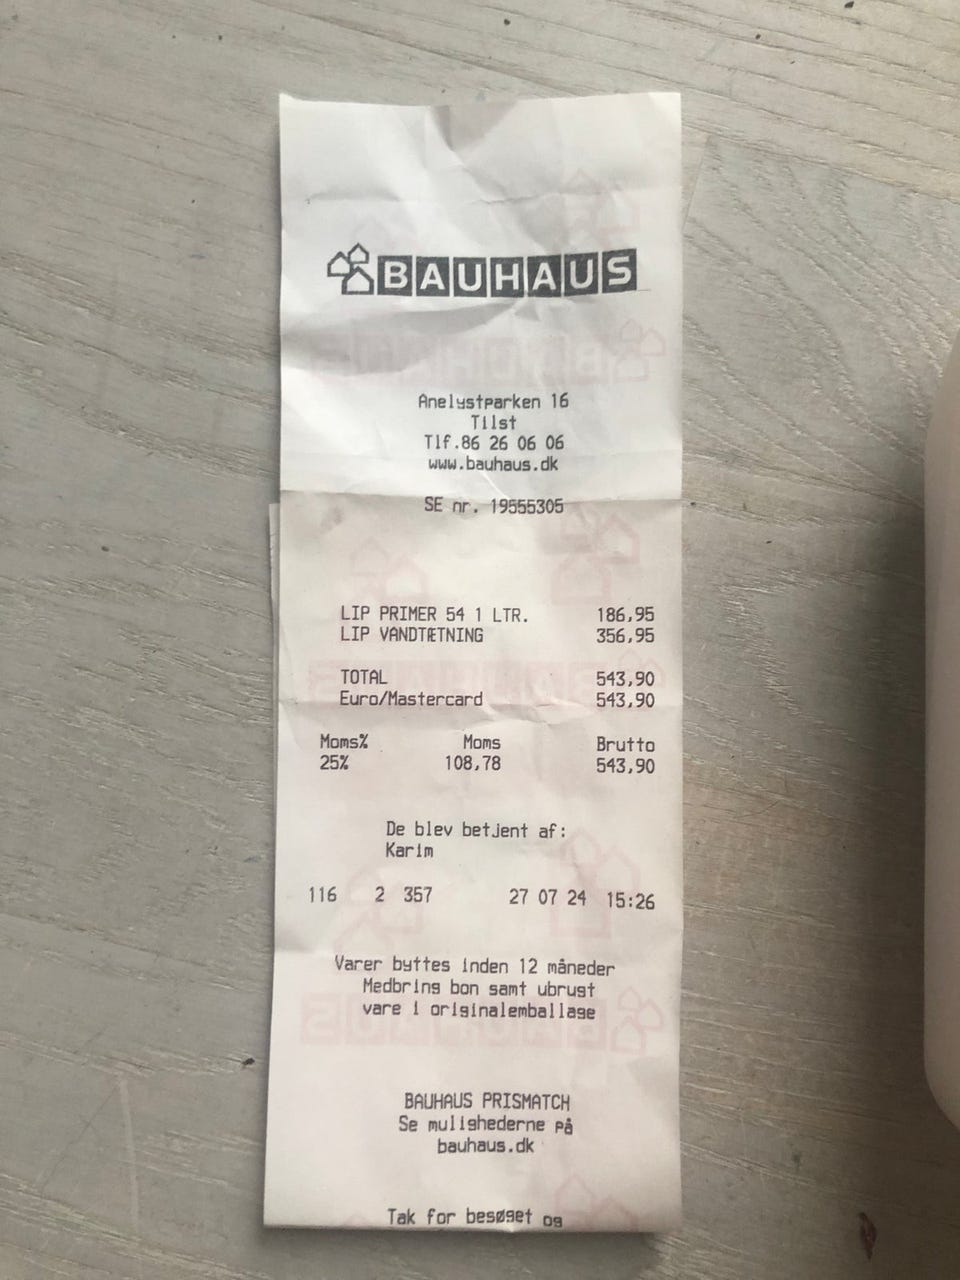 BAUHAUS
Anelystparken 16
Tilst
Tlf.86 26 06 06
www.bauhaus.dk
SE nr. 19555305
LIP PRIMER 54 1 LTR. 186,95
LIP VANDTÆTNING 356,95
TOTAL 543,90
Euro/Mastercard 543,90
Moms% Moms Brutto
25% 108,78 543,90
De blev betjent af:
Karim
116 2 357 27 07 24 15:26
Varer byttes inden 12 måneder
Medbring bon samt ubrugt
vare i originalemballage
BAUHAUS PRISMATCH
Se mulighederne på
bauhaus.dk
Tak for besøget og